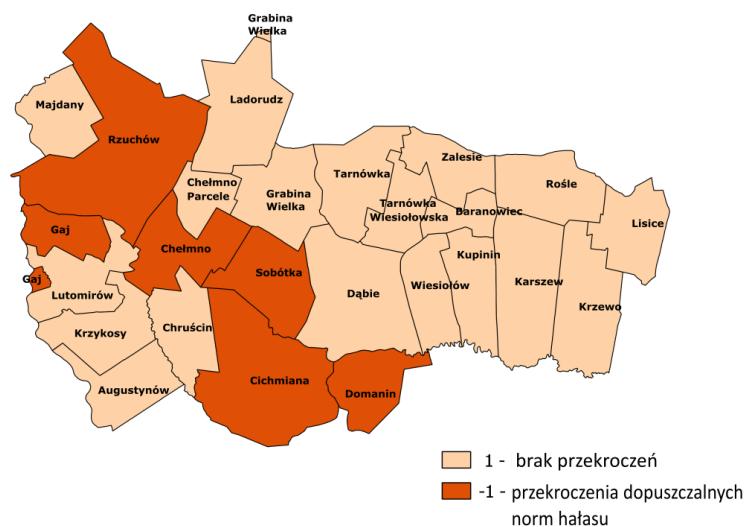 Grabina
Wielka
Majdany
Ladorudz
Rzuchów
Zalesie
Tarnówka
Rośle
Chełmno
Parcele
Grabina
Wielka
Tarnówka
Wiesiołowska
Baranowiec
Lisice
Gaj
Chełmno
Kupinin
Gaj
Sobótka
Karszew
Lutomirów
Dąbie
Wiesiołów
Krzewo
Krzykosy
Chruścin
Augustynów
Cichmiana
Domanin
1 - brak przekroczeń
-1 - przekroczenia dopuszczalnych
norm hałasu